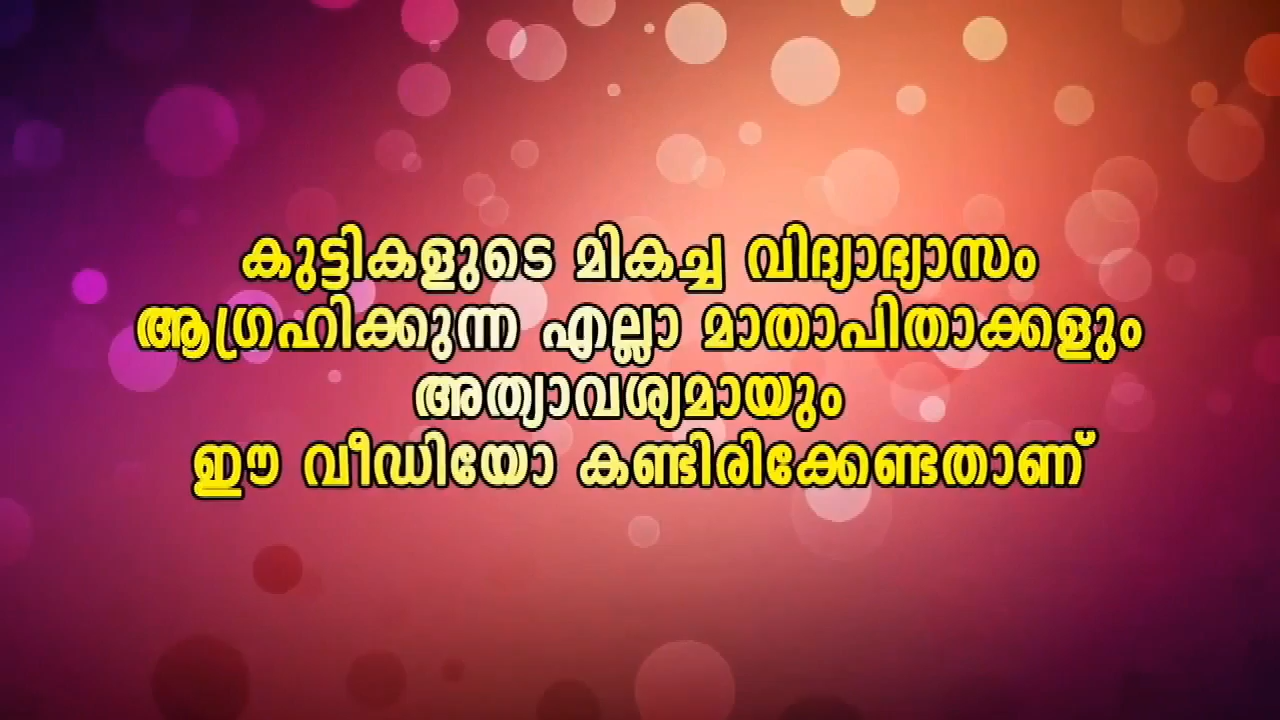 കുട്ടികളുടെ മികച്ച വിദ്യാഭ്യാസം
ആഗ്രഹിക്കുന്ന എല്ലാ മാതാപിതാക്കളും
അത്യാവശ്യമായും
ഈ വീഡിയോ കണ്ടിരിക്കേണ്ടതാണ്